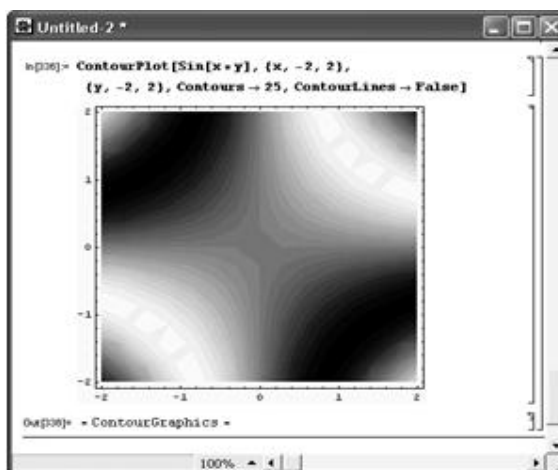 Untitled-2 *
In[336]:= ContourPlot[Sin[x*y], {x, -2, 2},
{y, -2, 2}, Contours → 25, ContourLines → False]
2
1
0
-1
-2
-2 -1 0 1 2
Out[336]= - ContourGraphics -
100%